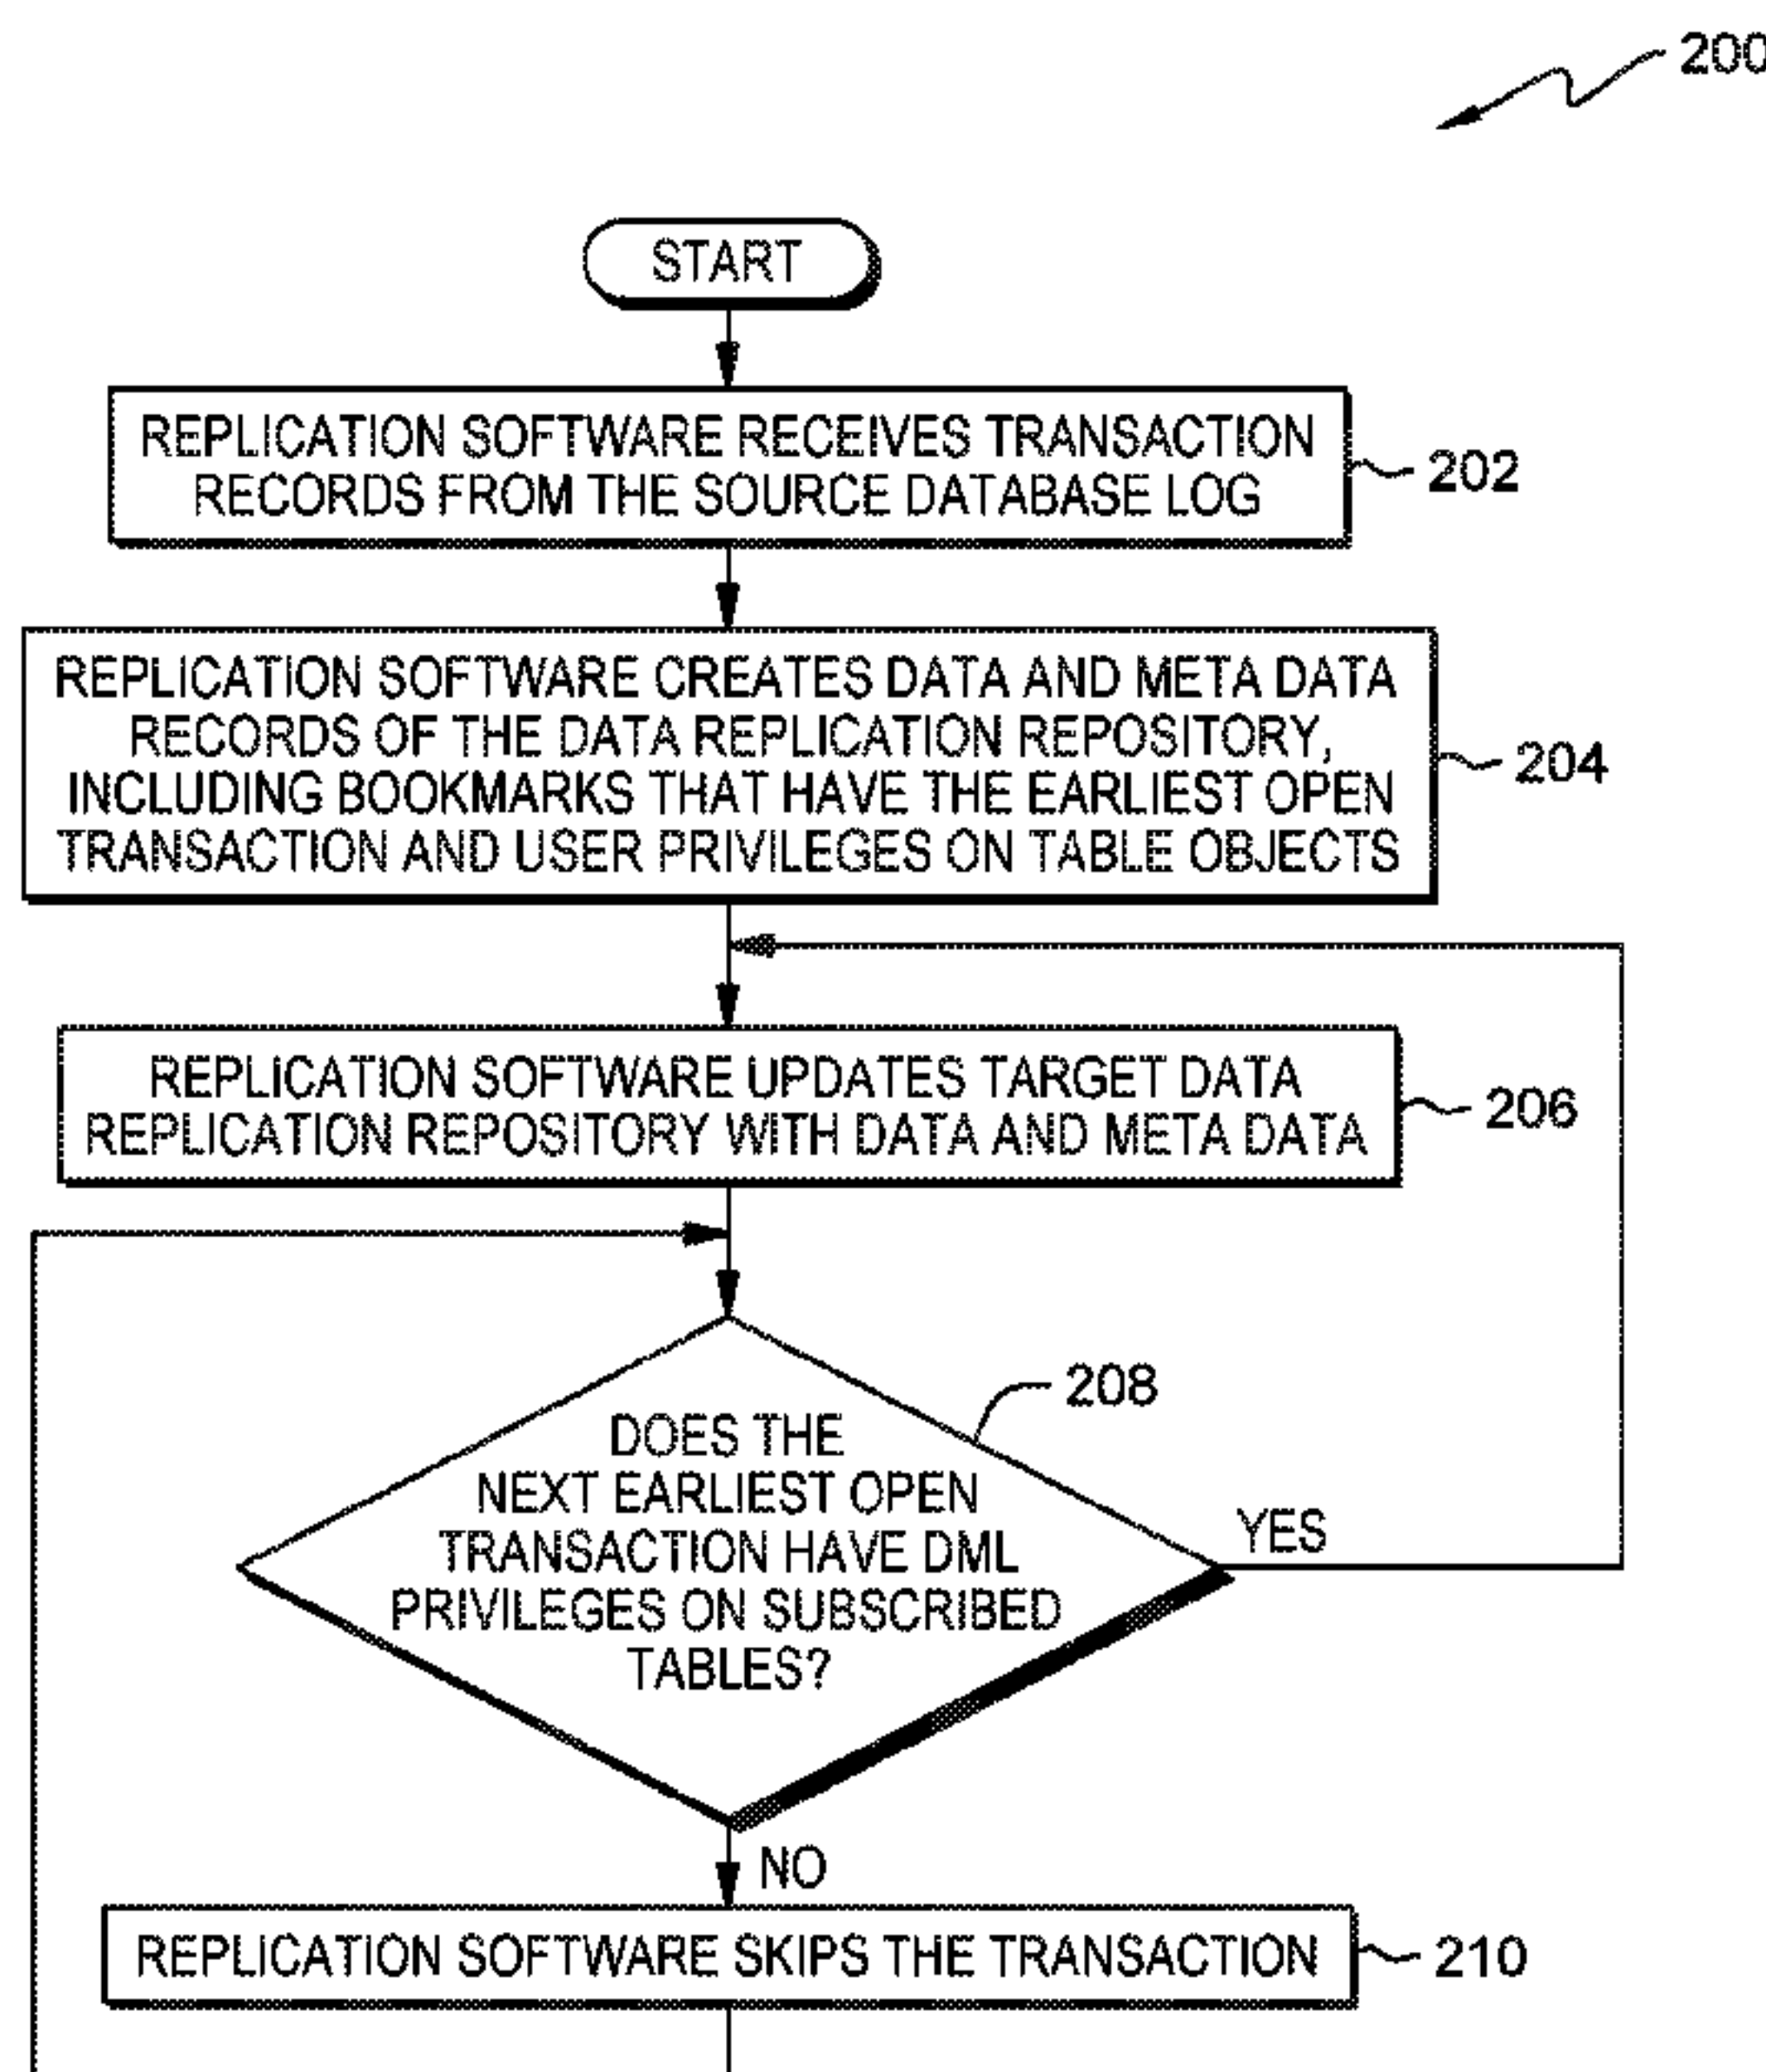 200
START
REPLICATION SOFTWARE RECEIVES TRANSACTION
RECORDS FROM THE SOURCE DATABASE LOG
202
REPLICATION SOFTWARE CREATES DATA AND META DATA
RECORDS OF THE DATA REPLICATION REPOSITORY,
INCLUDING BOOKMARKS THAT HAVE THE EARLIEST OPEN
TRANSACTION AND USER PRIVILEGES ON TABLE OBJECTS
204
REPLICATION SOFTWARE UPDATES TARGET DATA
REPLICATION REPOSITORY WITH DATA AND META DATA
206
208
DOES THE
NEXT EARLIEST OPEN
TRANSACTION HAVE DML
PRIVILEGES ON SUBSCRIBED
TABLES?
YES
NO
REPLICATION SOFTWARE SKIPS THE TRANSACTION
210